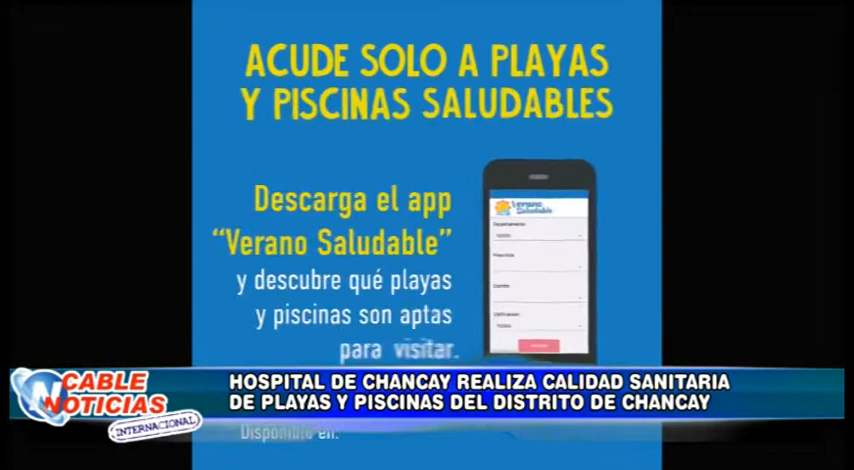 ACUDE SOLO A PLAYAS
Y PISCINAS SALUDABLES
Descarga el app
“Verano Saludable”
y descubre qué playas
y piscinas son aptas
para visitar.
Verano
Saludable
Departamento
CABLE
NOTICIAS
INTERNACIONAL
HOSPITAL DE CHANCAY REALIZA CALIDAD SANITARIA
DE PLAYAS Y PISCINAS DEL DISTRITO DE CHANCAY
Disponible en: